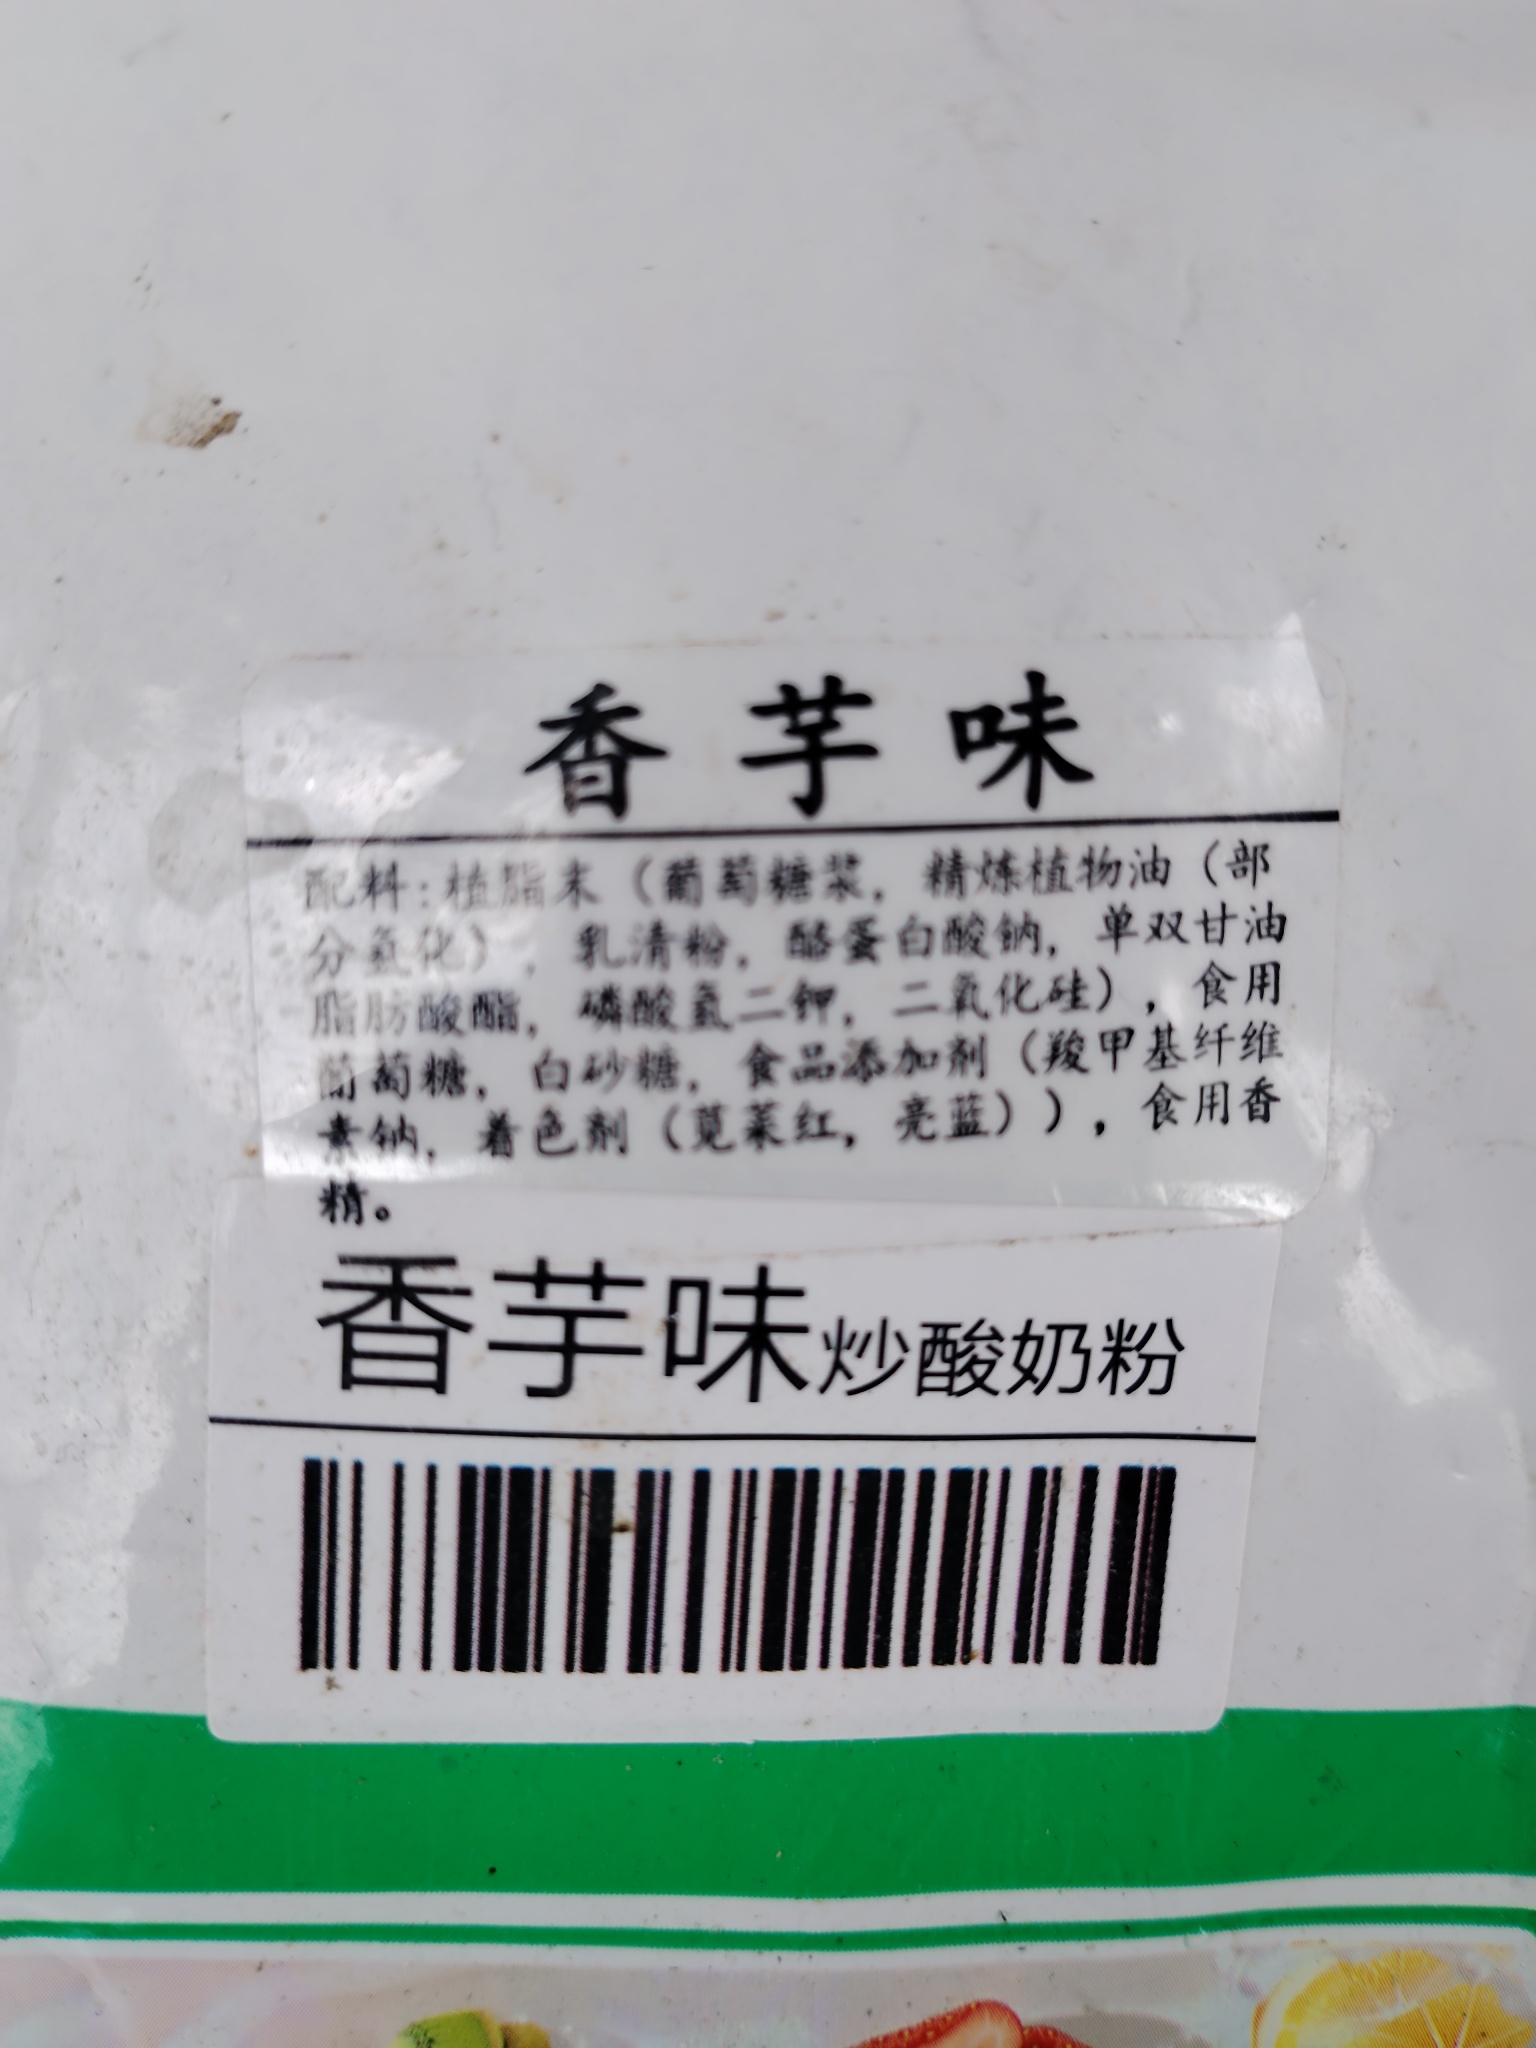 香芋味
配料：植脂末（葡萄糖浆，精炼植物油（部
分氢化），乳清粉，酪蛋白酸钠，单双甘油
脂肪酸酯，磷酸氢二钾，二氧化硅），食用
葡萄糖，白砂糖，食品添加剂（羧甲基纤维
素钠，着色剂（苋菜红，亮蓝）），食用香
精。
香芋味炒酸奶粉